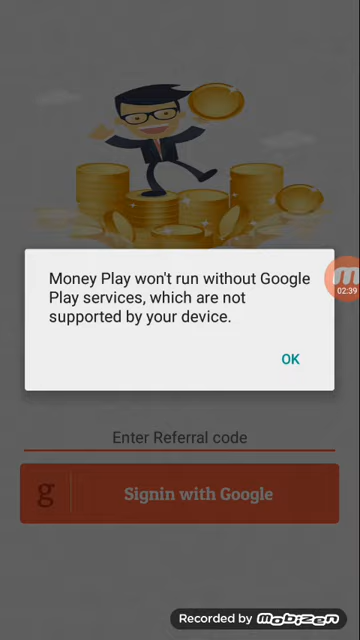 Money Play won't run without Google
Play services, which are not
supported by your device.
02:39
OK
Enter Referral code
g
Signin with Google
Recorded by mobizen